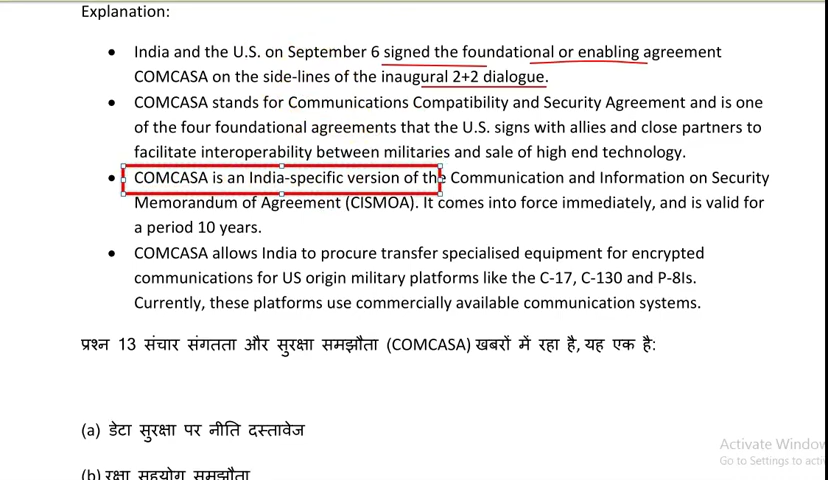 Explanation:
• India and the U.S. on September 6 signed the foundational or enabling agreement
COMCASA on the side-lines of the inaugural 2+2 dialogue.
• COMCASA stands for Communications Compatibility and Security Agreement and is one
of the four foundational agreements that the U.S. signs with allies and close partners to
facilitate interoperability between militaries and sale of high end technology.
• COMCASA is an India-specific version of the Communication and Information on Security
Memorandum of Agreement (CISMOA). It comes into force immediately, and is valid for
a period 10 years.
• COMCASA allows India to procure transfer specialised equipment for encrypted
communications for US origin military platforms like the C-17, C-130 and P-8Is.
Currently, these platforms use commercially available communication systems.
प्रश्न 13 संचार संगतता और सुरक्षा समझौता (COMCASA) खबरों में रहा है, यह एक है:
(a) डेटा सुरक्षा पर नीति दस्तावेज
(b) रक्षा सहयोग समझौता
Activate Window
Go to Settings to acti